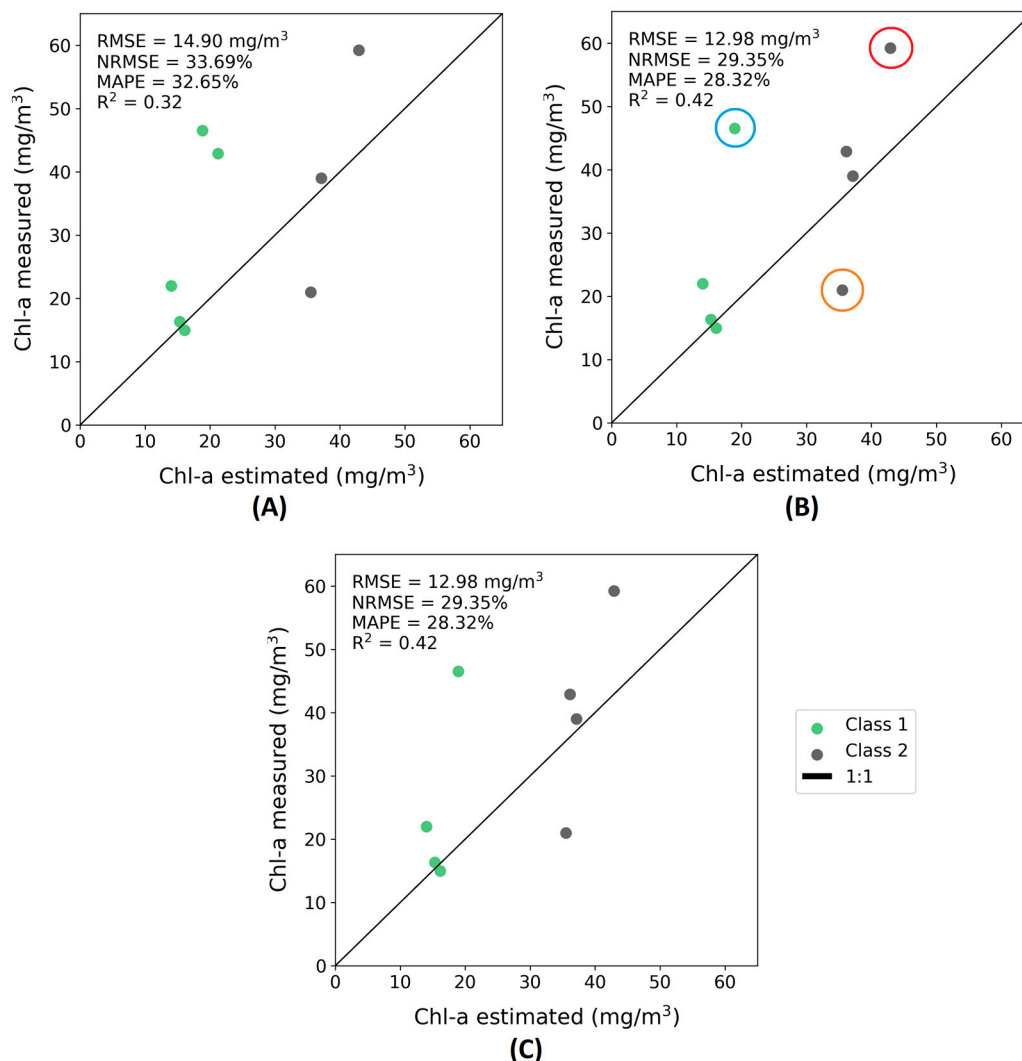 RMSE = 14.90 mg/m³
NRMSE = 33.69%
MAPE = 32.65%
R² = 0.32
60
50
40
30
20
10
0
Chl-a measured (mg/m³)
0 10 20 30 40 50 60
Chl-a estimated (mg/m³)
(A)
RMSE = 12.98 mg/m³
NRMSE = 29.35%
MAPE = 28.32%
R² = 0.42
60
50
40
30
20
10
0
Chl-a measured (mg/m³)
0 10 20 30 40 50 60
Chl-a estimated (mg/m³)
(B)
RMSE = 12.98 mg/m³
NRMSE = 29.35%
MAPE = 28.32%
R² = 0.42
60
50
40
30
20
10
0
Chl-a measured (mg/m³)
0 10 20 30 40 50 60
Chl-a estimated (mg/m³)
(C)
Class 1
Class 2
1:1